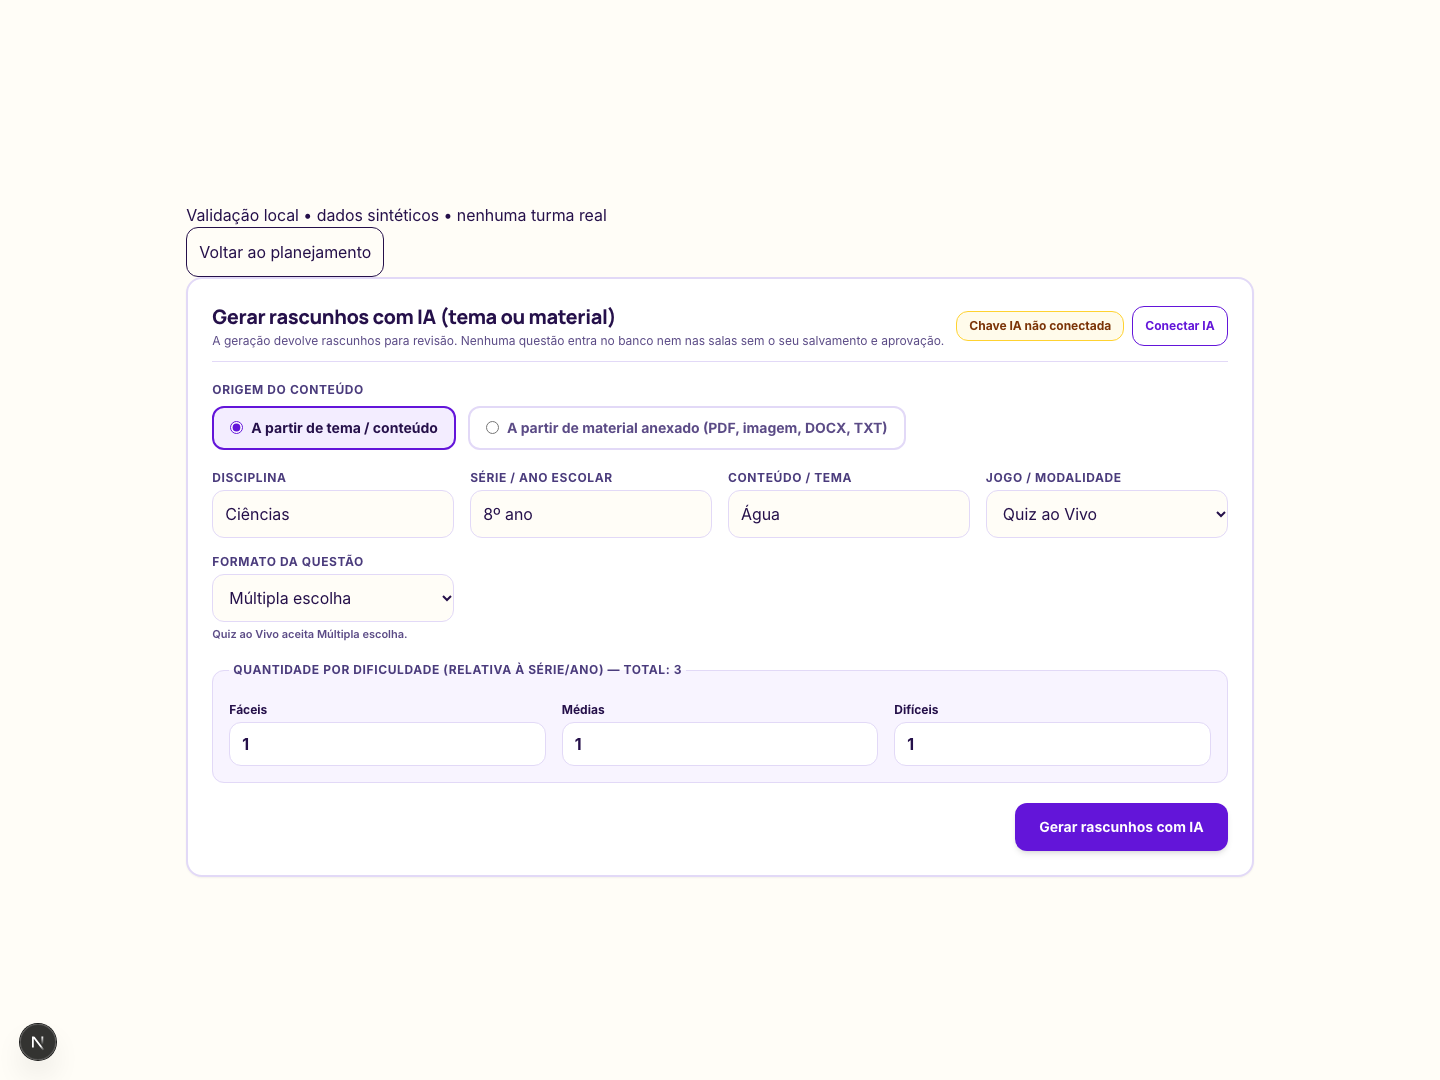 Validação local • dados sintéticos • nenhuma turma real
Voltar ao planejamento
Gerar rascunhos com IA (tema ou material)
A geração devolve rascunhos para revisão. Nenhuma questão entra no banco nem nas salas sem o seu salvamento e aprovação.
Chave IA não conectada
Conectar IA
ORIGEM DO CONTEÚDO
A partir de tema / conteúdo
A partir de material anexado (PDF, imagem, DOCX, TXT)
DISCIPLINA
Ciências
SÉRIE / ANO ESCOLAR
8º ano
CONTEÚDO / TEMA
Água
JOGO / MODALIDADE
Quiz ao Vivo
FORMATO DA QUESTÃO
Múltipla escolha
Quiz ao Vivo aceita Múltipla escolha.
QUANTIDADE POR DIFICULDADE (RELATIVA À SÉRIE/ANO) — TOTAL: 3
Fáceis
1
Médias
1
Difíceis
1
Gerar rascunhos com IA
N